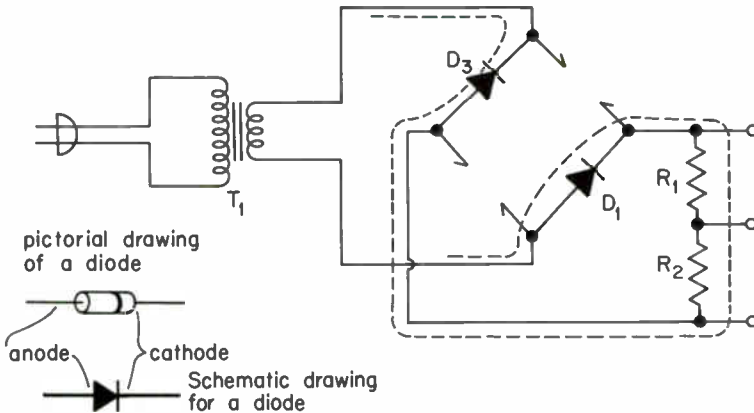 D3
T1
D1
R1
R2
pictorial drawing
of a diode
anode
cathode
Schematic drawing
for a diode